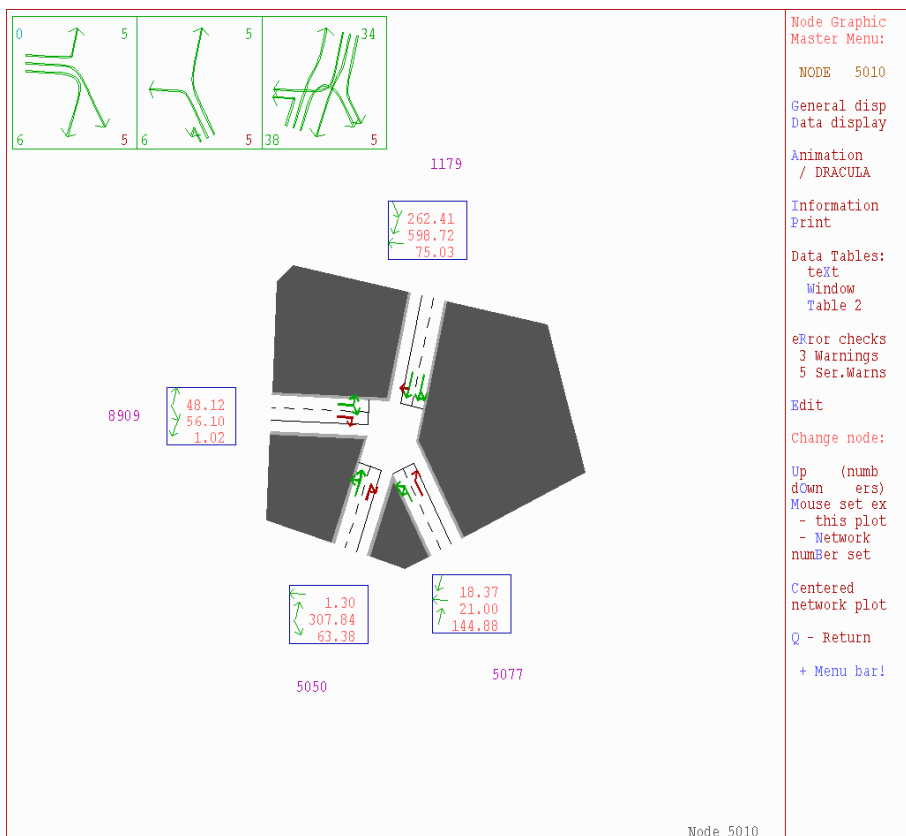 0 5 5 34
6 5 6 5 38 5
1179
262.41
598.72
75.03
8909
48.12
56.10
1.02
1.30
307.84
63.38
18.37
21.00
144.88
5050
5077
Node 5010
Node Graphic
Master Menu:
NODE 5010
General disp
Data display
Animation
/ DRACULA
Information
Print
Data Tables:
teXt
Window
Table 2
eRror checks
3 Warnings
5 Ser.Warns
Edit
Change node:
Up (numb
dOwn ers)
Mouse set ex
- this plot
- Network
numBer set
Centered
network plot
Q - Return
+ Menu bar!